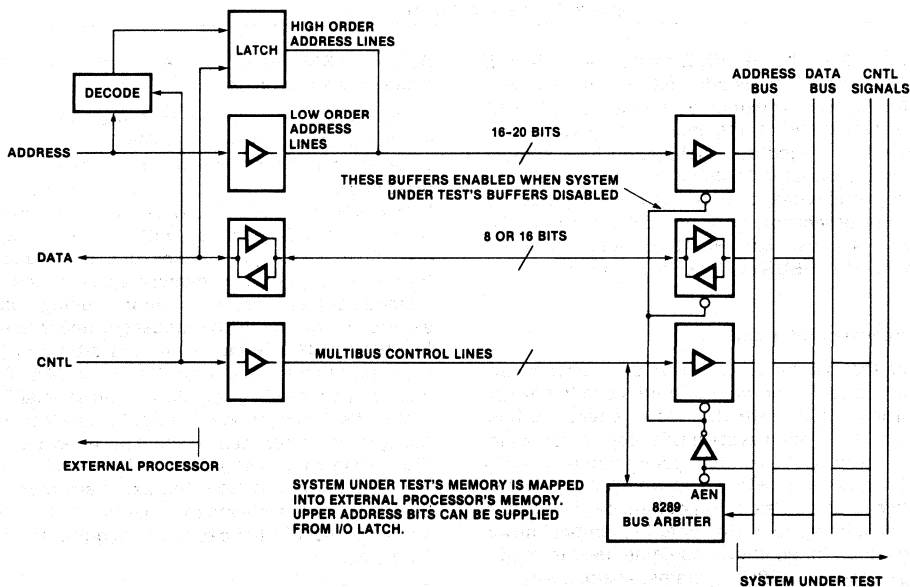 HIGH ORDER
ADDRESS LINES
LATCH
DECODE
LOW ORDER
ADDRESS
LINES
ADDRESS
16-20 BITS
THESE BUFFERS ENABLED WHEN SYSTEM
UNDER TEST'S BUFFERS DISABLED
ADDRESS
BUS
DATA
BUS
CNTL
SIGNALS
DATA
8 OR 16 BITS
CNTL
MULTIBUS CONTROL LINES
EXTERNAL PROCESSOR
SYSTEM UNDER TEST'S MEMORY IS MAPPED
INTO EXTERNAL PROCESSOR'S MEMORY.
UPPER ADDRESS BITS CAN BE SUPPLIED
FROM I/O LATCH.
AEN
8289
BUS ARBITER
SYSTEM UNDER TEST